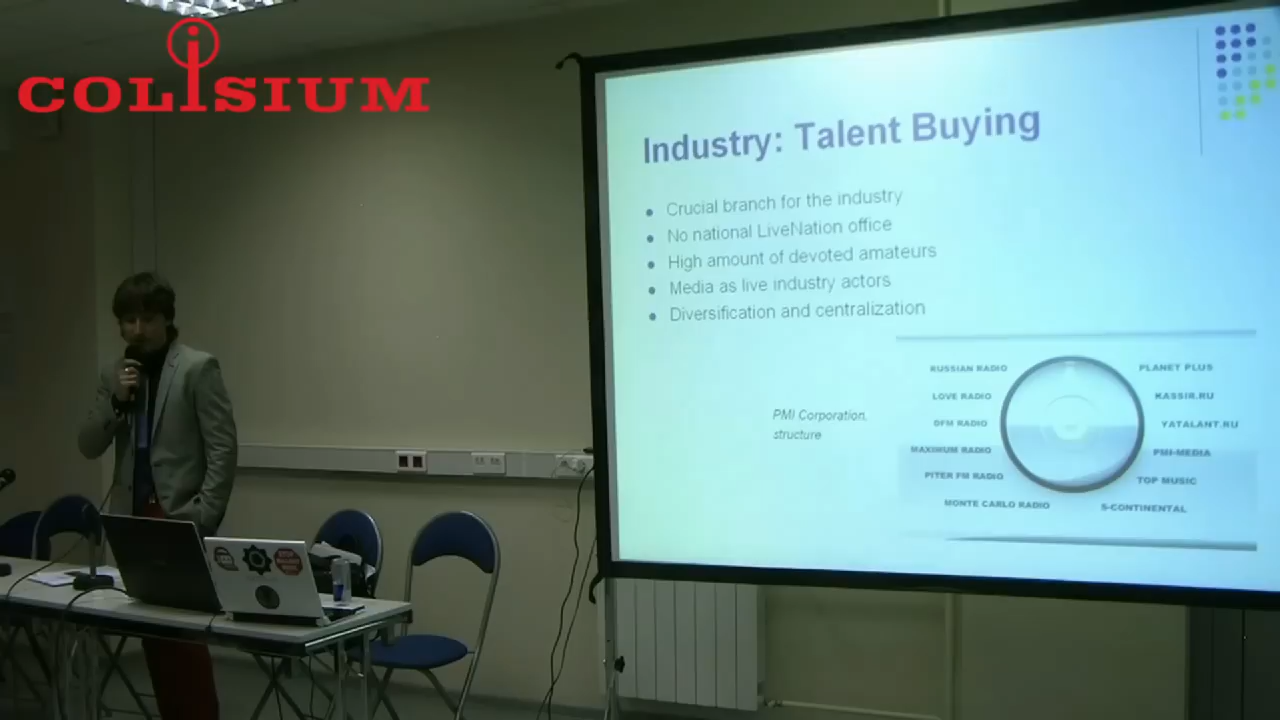 COLISIUM
Industry: Talent Buying
Crucial branch for the industry
No national LiveNation office
High amount of devoted amateurs
Media as live industry actors
Diversification and centralization
PMI Corporation,
structure
RUSSIAN RADIO
LOVE RADIO
DFM RADIO
MAXIMUM RADIO
PITER FM RADIO
MONTE CARLO RADIO
PLANET PLUS
KASSIR.RU
YATALANT.RU
PMI-MEDIA
TOP MUSIC
S-CONTINENTAL